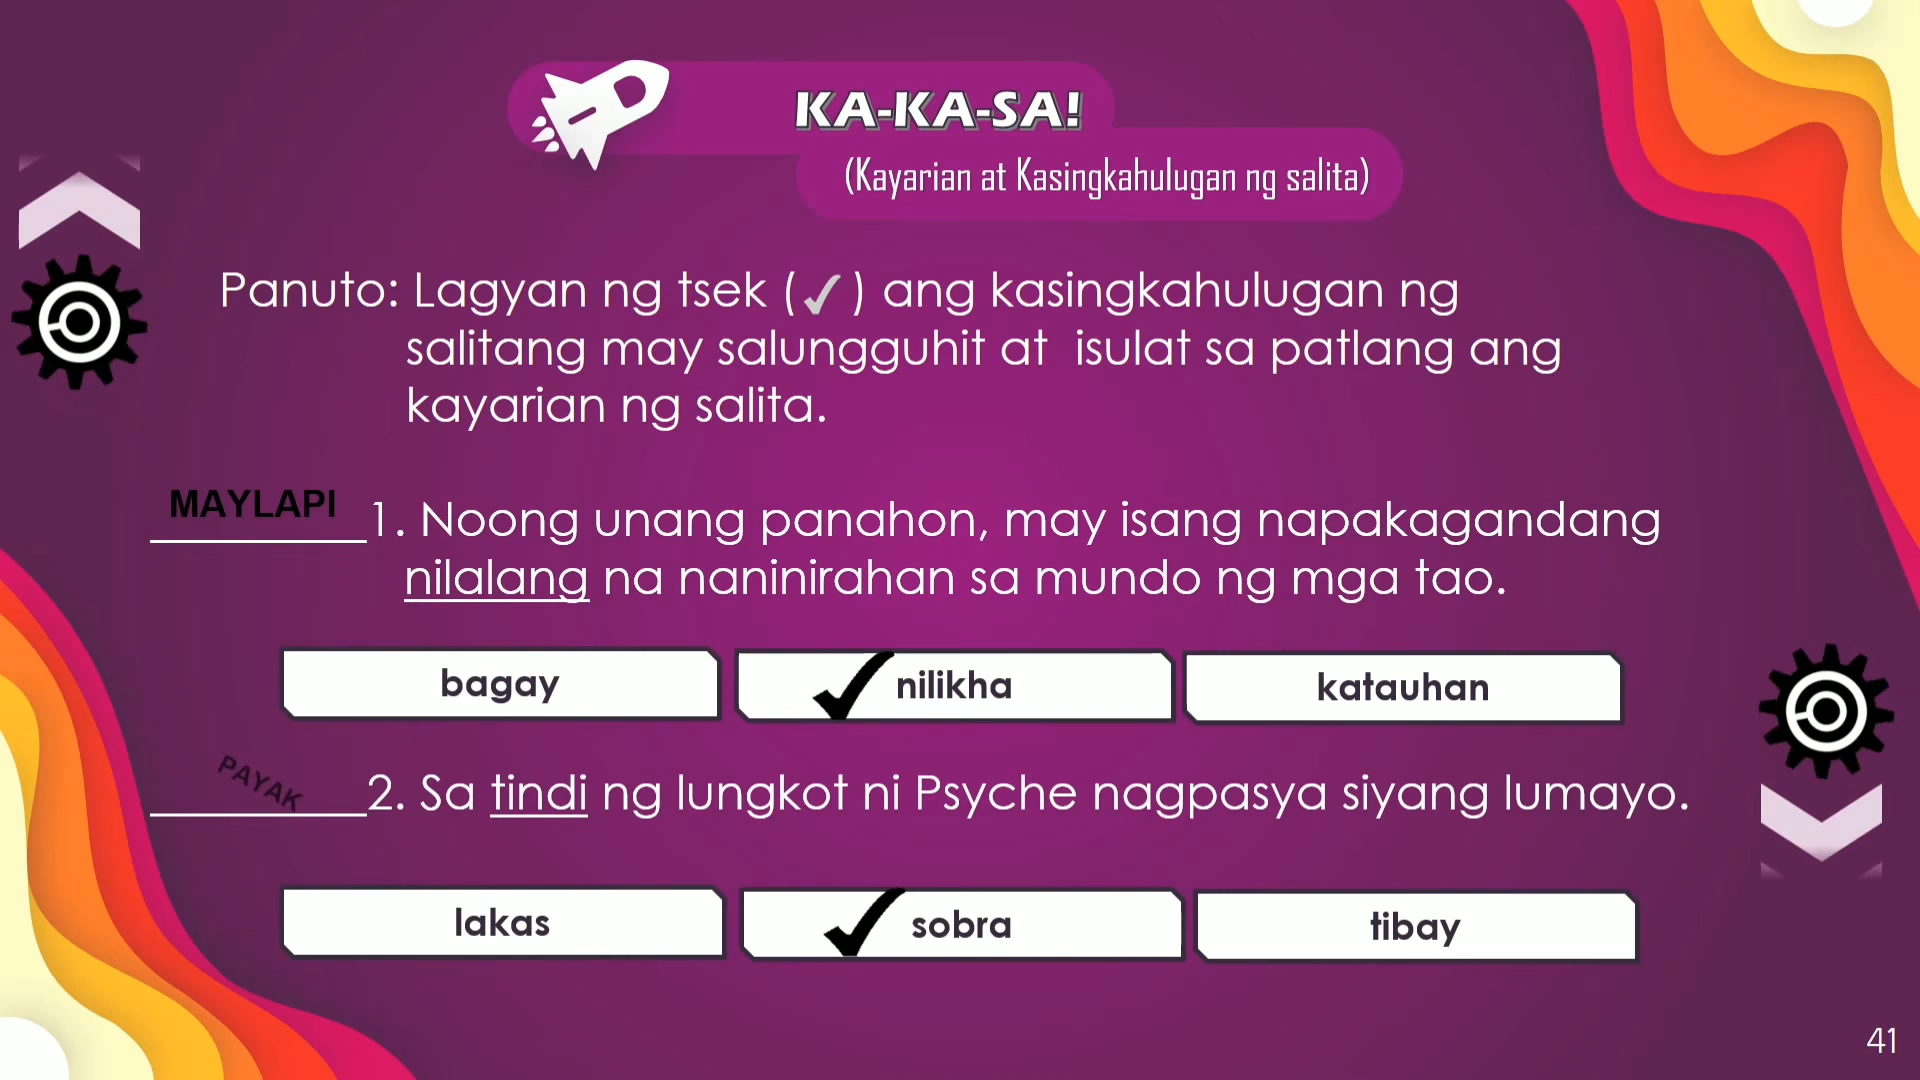 KA-KA-SA!
(Kayarian at Kasingkahulugan ng salita)
Panuto: Lagyan ng tsek (✓) ang kasingkahulugan ng
salitang may salungguhit at isulat sa patlang ang
kayarian ng salita.
MAYLAPI
_________1. Noong unang panahon, may isang napakagandang
nilalang na naninirahan sa mundo ng mga tao.
bagay ✓ nilikha katauhan
PAYAK
_________2. Sa tindi ng lungkot ni Psyche nagpasya siyang lumayo.
lakas ✓ sobra tibay
41